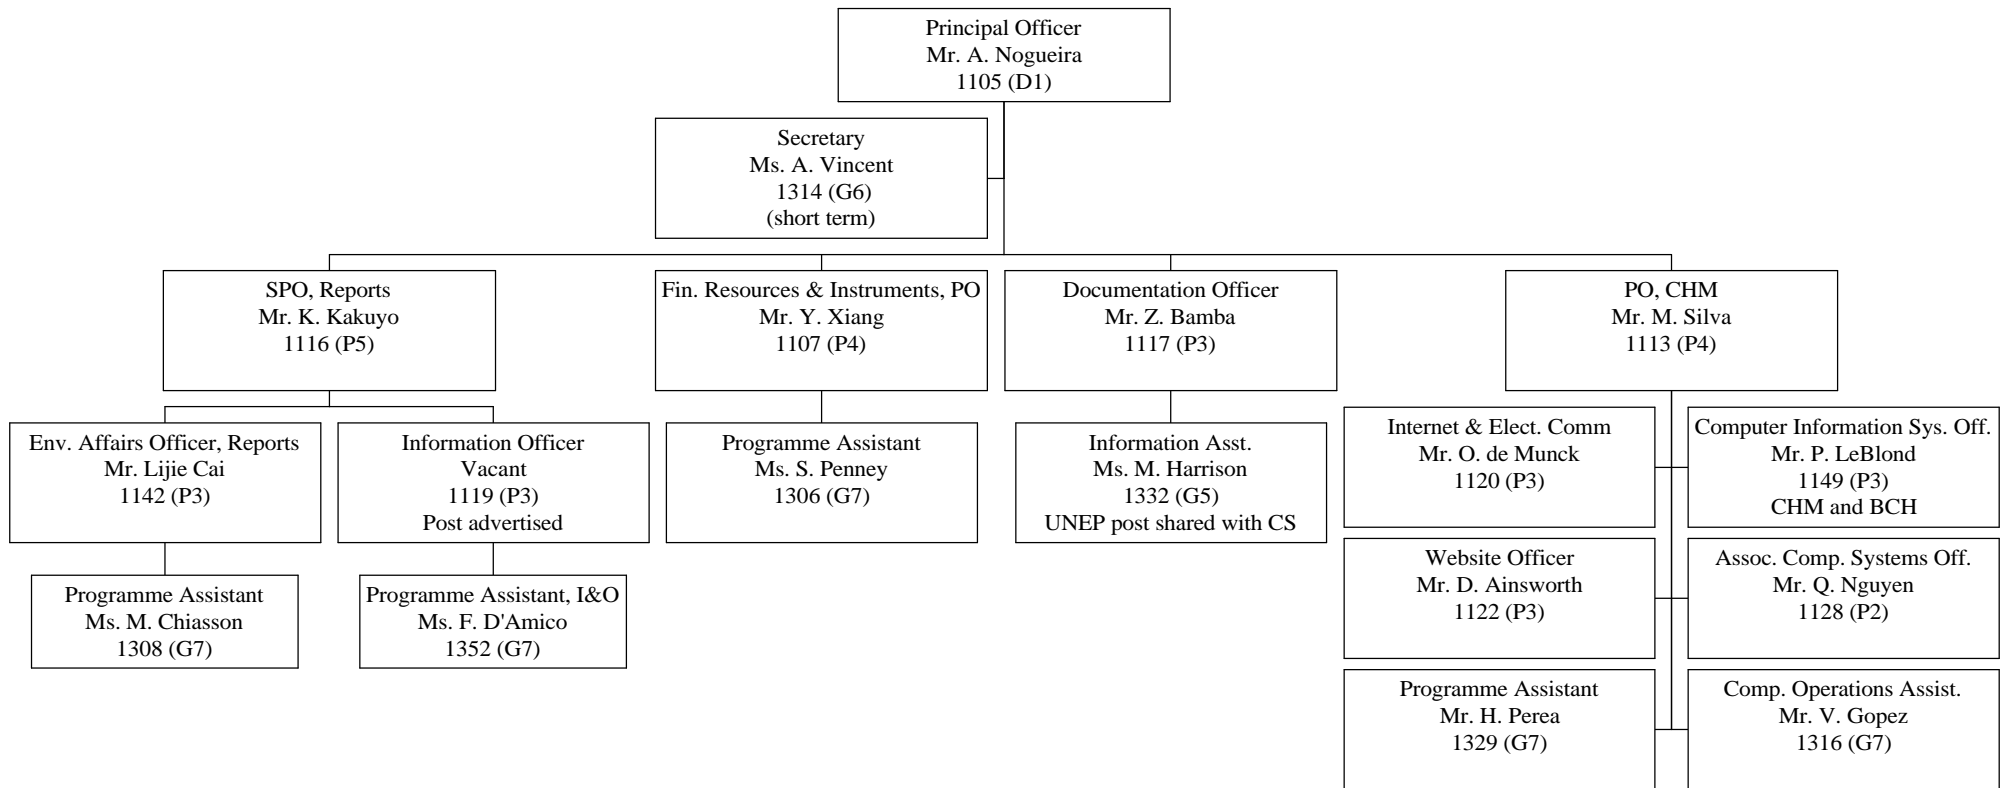 Principal Officer
Mr. A. Nogueira
1105 (D1)
Secretary
Ms. A. Vincent
1314 (G6)
(short term)
SPO, Reports
Mr. K. Kakuyo
1116 (P5)
Fin. Resources & Instruments, PO
Mr. Y. Xiang
1107 (P4)
Documentation Officer
Mr. Z. Bamba
1117 (P3)
PO, CHM
Mr. M. Silva
1113 (P4)
Env. Affairs Officer, Reports
Mr. Lijie Cai
1142 (P3)
Information Officer
Vacant
1119 (P3)
Post advertised
Programme Assistant
Ms. S. Penney
1306 (G7)
Information Asst.
Ms. M. Harrison
1332 (G5)
UNEP post shared with CS
Internet & Elect. Comm
Mr. O. de Munck
1120 (P3)
Computer Information Sys. Off.
Mr. P. LeBlond
1149 (P3)
CHM and BCH
Programme Assistant
Ms. M. Chiasson
1308 (G7)
Programme Assistant, I&O
Ms. F. D'Amico
1352 (G7)
Website Officer
Mr. D. Ainsworth
1122 (P3)
Assoc. Comp. Systems Off.
Mr. Q. Nguyen
1128 (P2)
Programme Assistant
Mr. H. Perea
1329 (G7)
Comp. Operations Assist.
Mr. V. Gopez
1316 (G7)